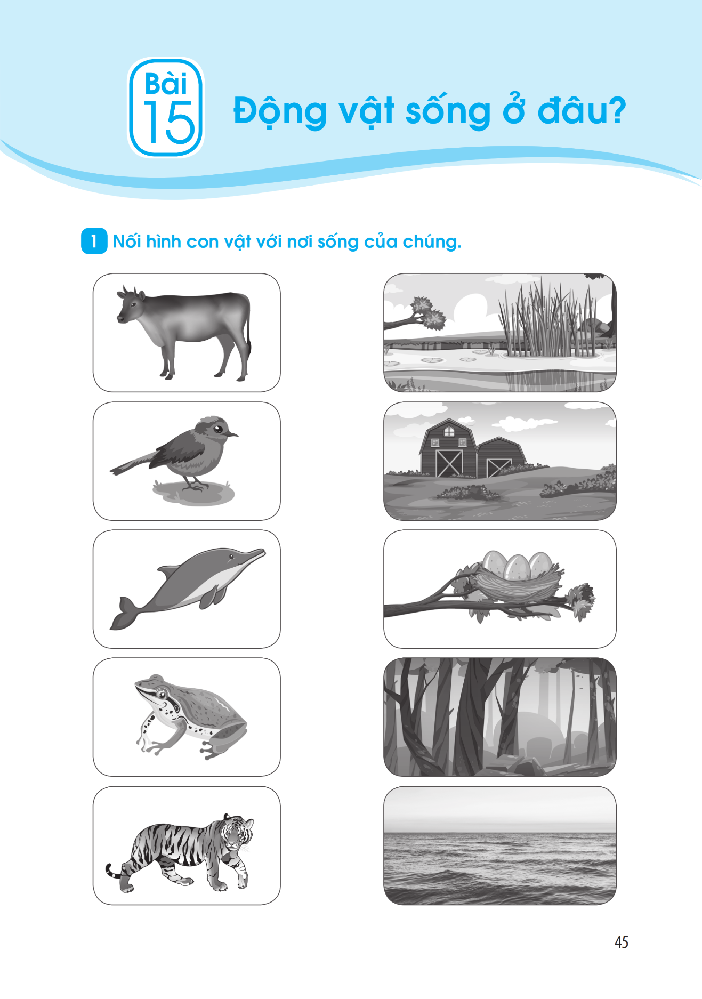 Bài
15
Động vật sống ở đâu?
1 Nối hình con vật với nơi sống của chúng.
45